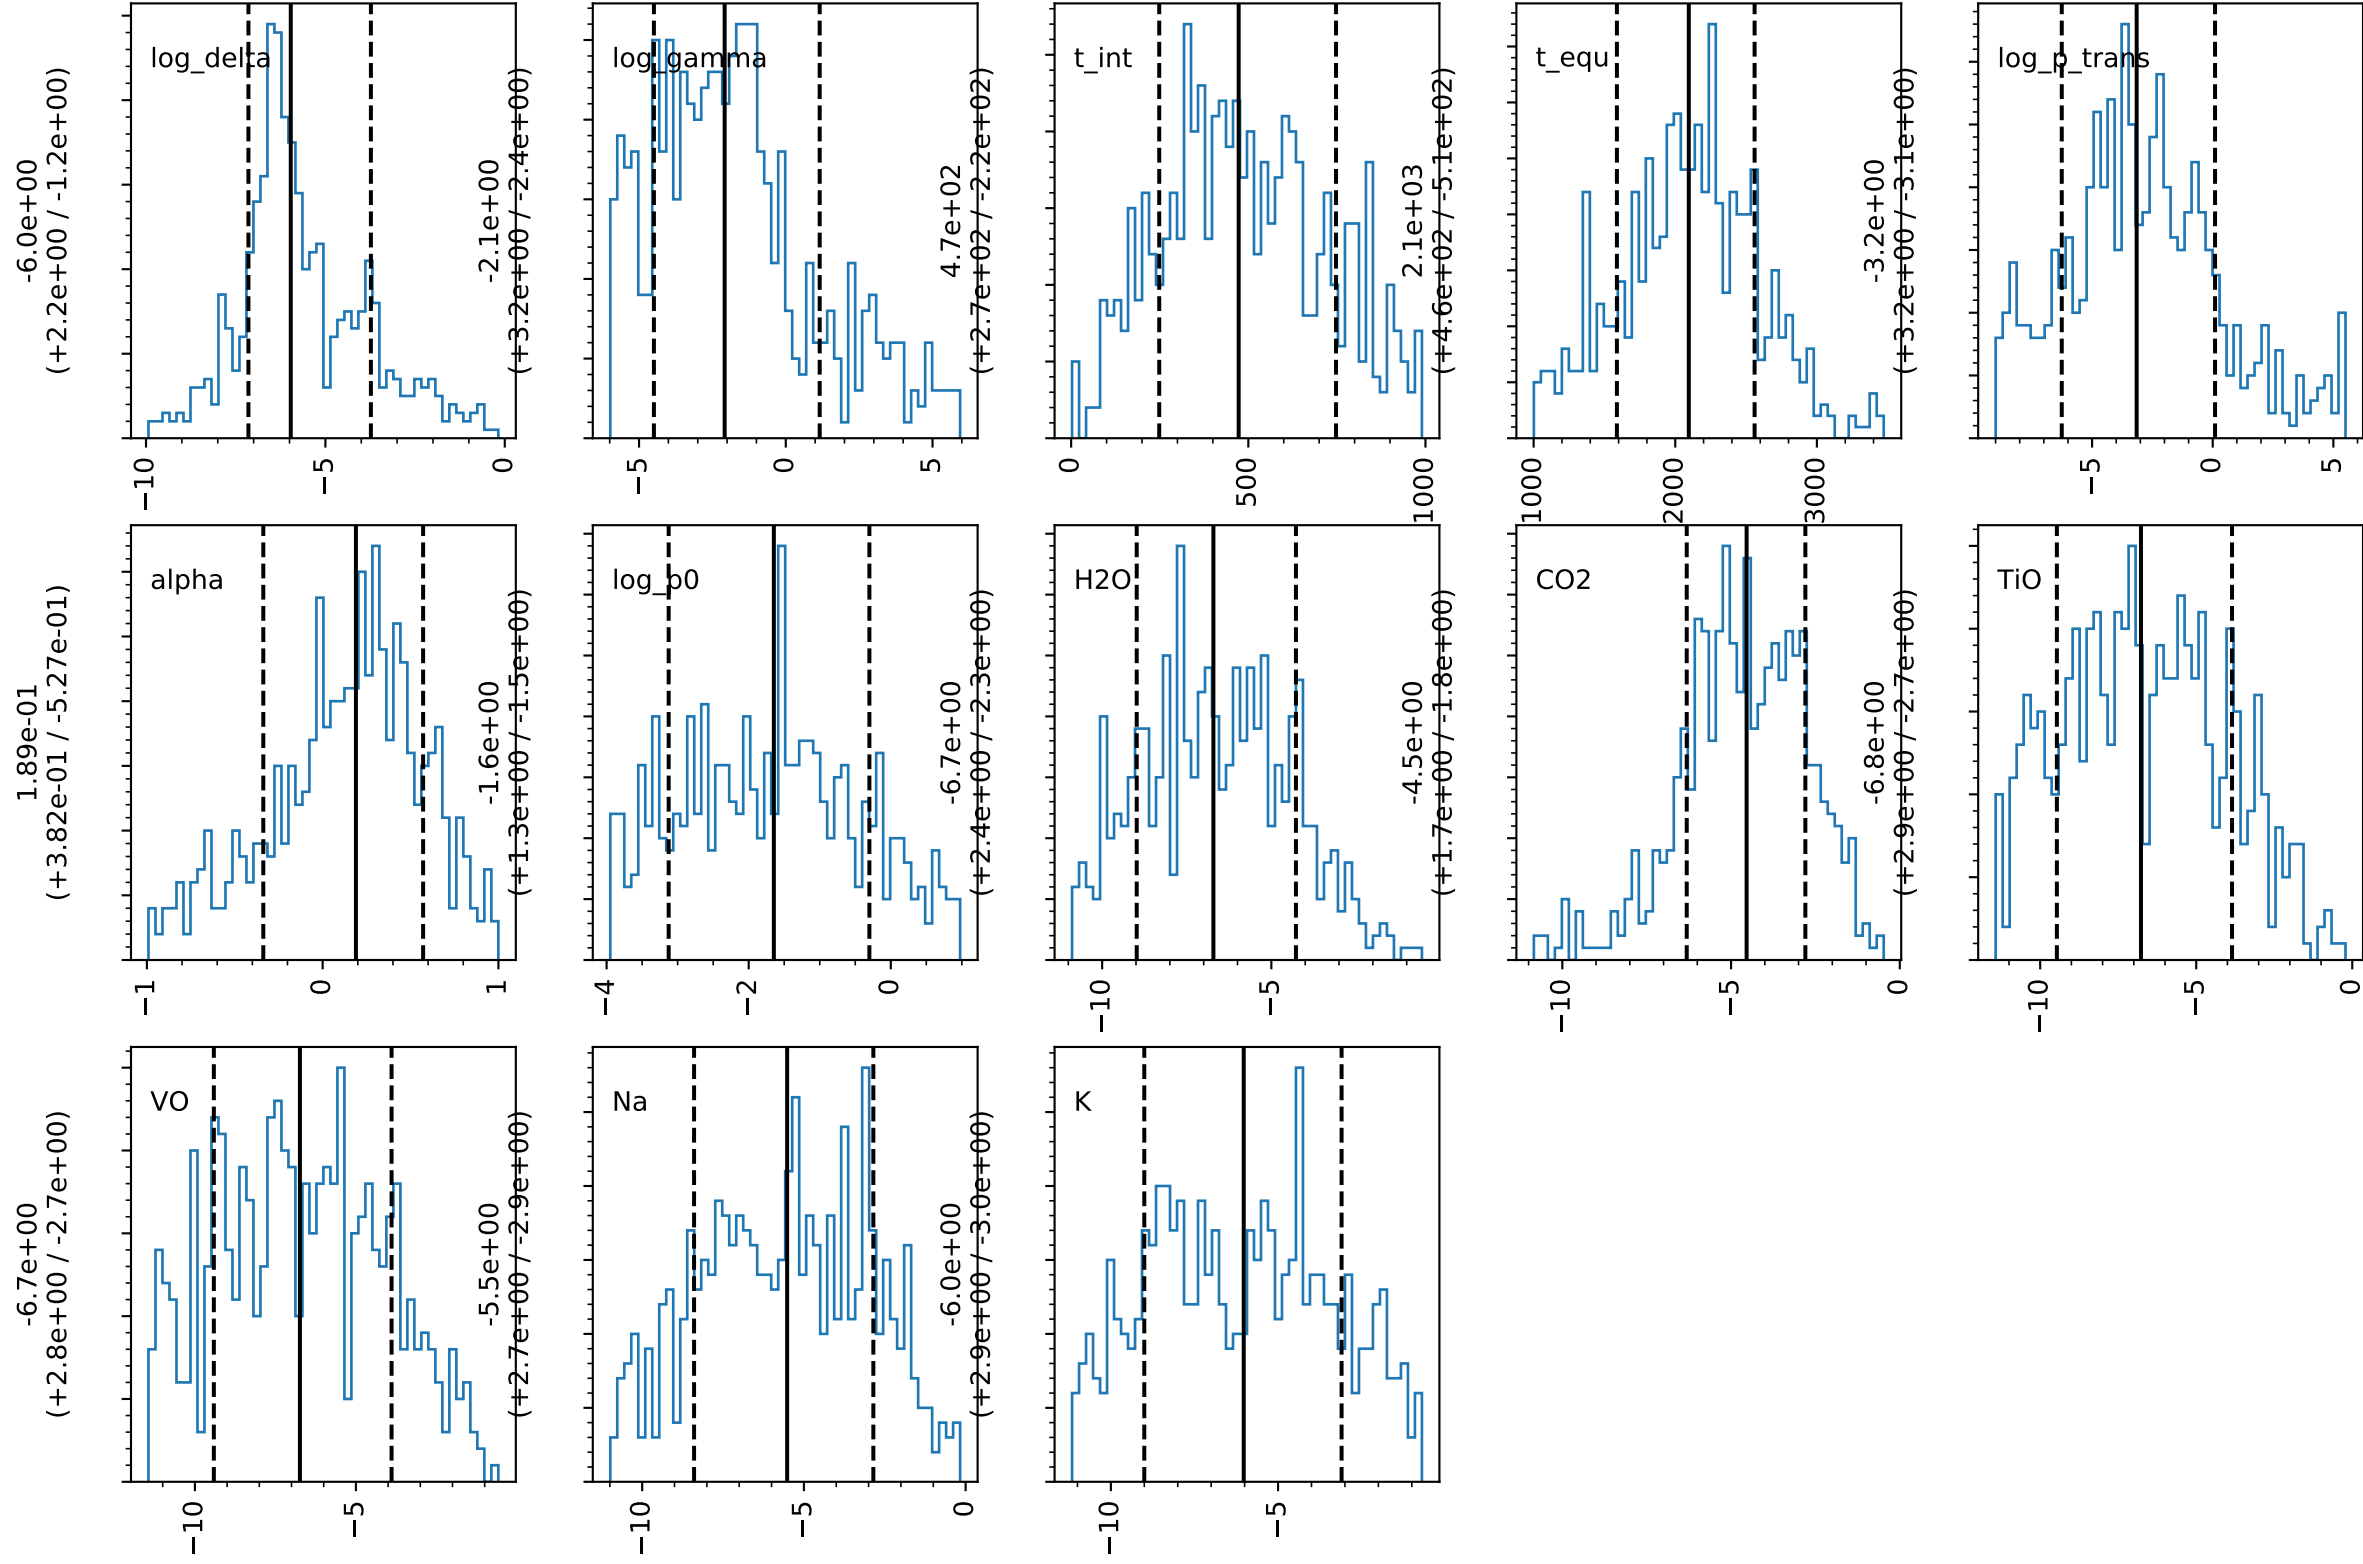 -6.0e+00
(+2.2e+00 / -1.2e+00)
log_delta
−10
−5
0
-2.1e+00
(+3.2e+00 / -2.4e+00)
log_gamma
−5
0
5
4.7e+02
(+2.7e+02 / -2.2e+02)
t_int
0
500
1000
2.1e+03
(+4.6e+02 / -5.1e+02)
t_equ
1000
2000
3000
-3.2e+00
(+3.2e+00 / -3.1e+00)
log_p_trans
−5
0
5
1.89e-01
(+3.82e-01 / -5.27e-01)
alpha
−1
0
1
-1.6e+00
(+1.3e+00 / -1.5e+00)
log_p0
−4
−2
0
-6.7e+00
(+2.4e+00 / -2.3e+00)
H2O
−10
−5
-4.5e+00
(+1.7e+00 / -1.8e+00)
CO2
−10
−5
0
-6.8e+00
(+2.9e+00 / -2.7e+00)
TiO
−10
−5
0
-6.7e+00
(+2.8e+00 / -2.7e+00)
VO
−10
−5
-5.5e+00
(+2.7e+00 / -2.9e+00)
Na
−10
−5
0
-6.0e+00
(+2.9e+00 / -3.0e+00)
K
−10
−5